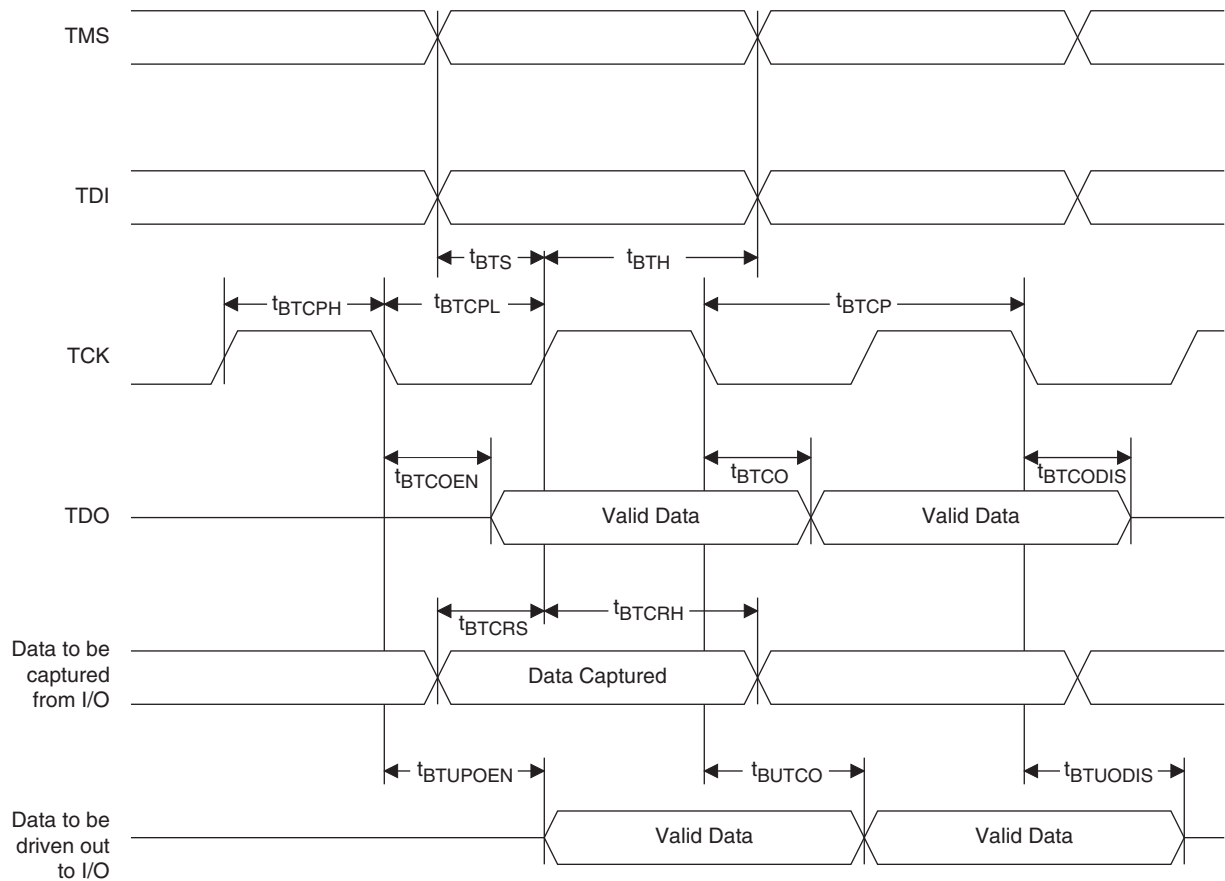 TMS
TDI
tBTS
tBTH
tBTCPH
tBTCPL
tBTCP
TCK
tBTCOEN
tBTCO
tBTCODIS
TDO
Valid Data
Valid Data
tBTCRS
tBTCRH
Data to be
captured
from I/O
Data Captured
tBTUPOEN
tBUTCO
tBTUODIS
Data to be
driven out
to I/O
Valid Data
Valid Data